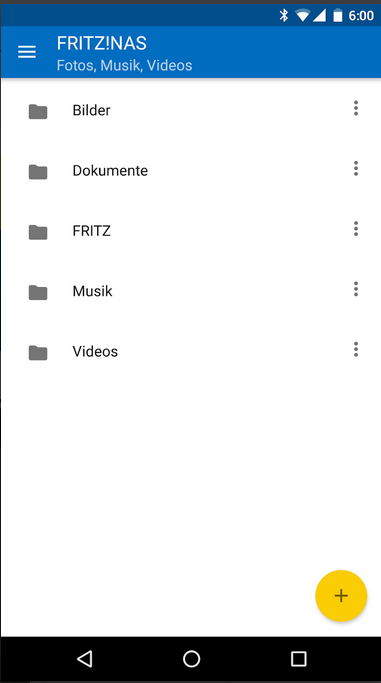 6:00
FRITZ!NAS
Fotos, Musik, Videos
Bilder
Dokumente
FRITZ
Musik
Videos